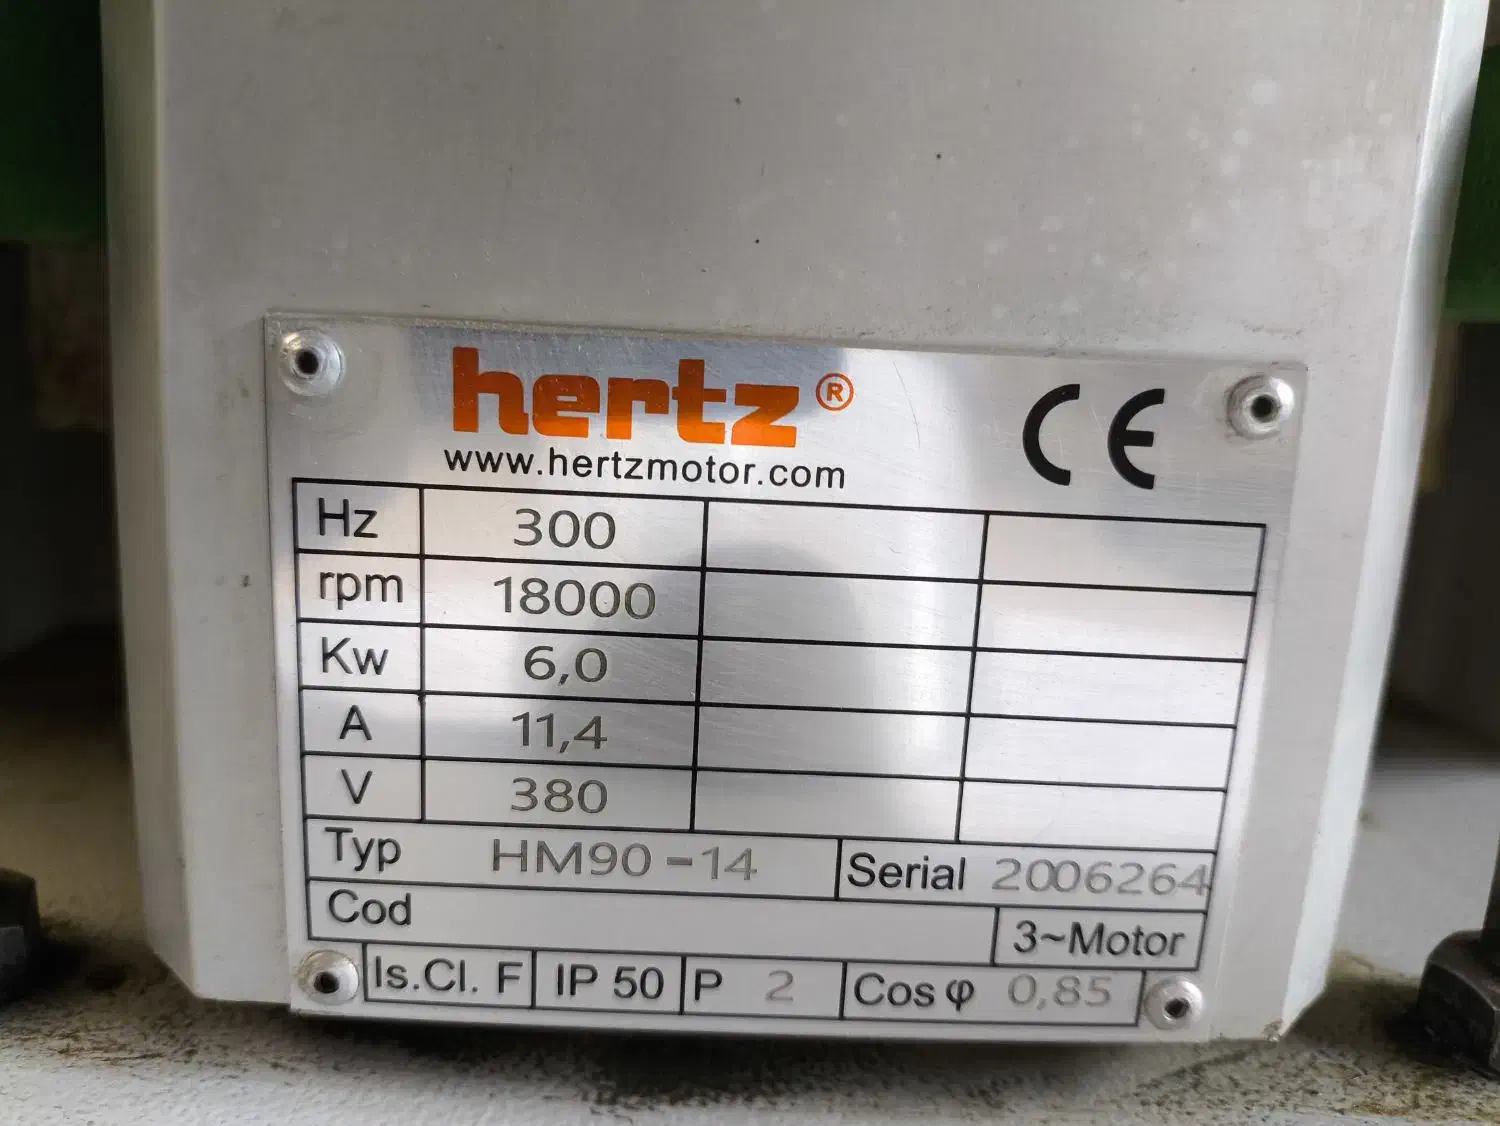 hertz®
www.hertzmotor.com
CE
Hz 300
rpm 18000
Kw 6,0
A 11,4
V 380
Typ HM90-14 Serial 2006264
Cod 3~Motor
Is.Cl. F IP 50 P 2 Cos φ 0,85